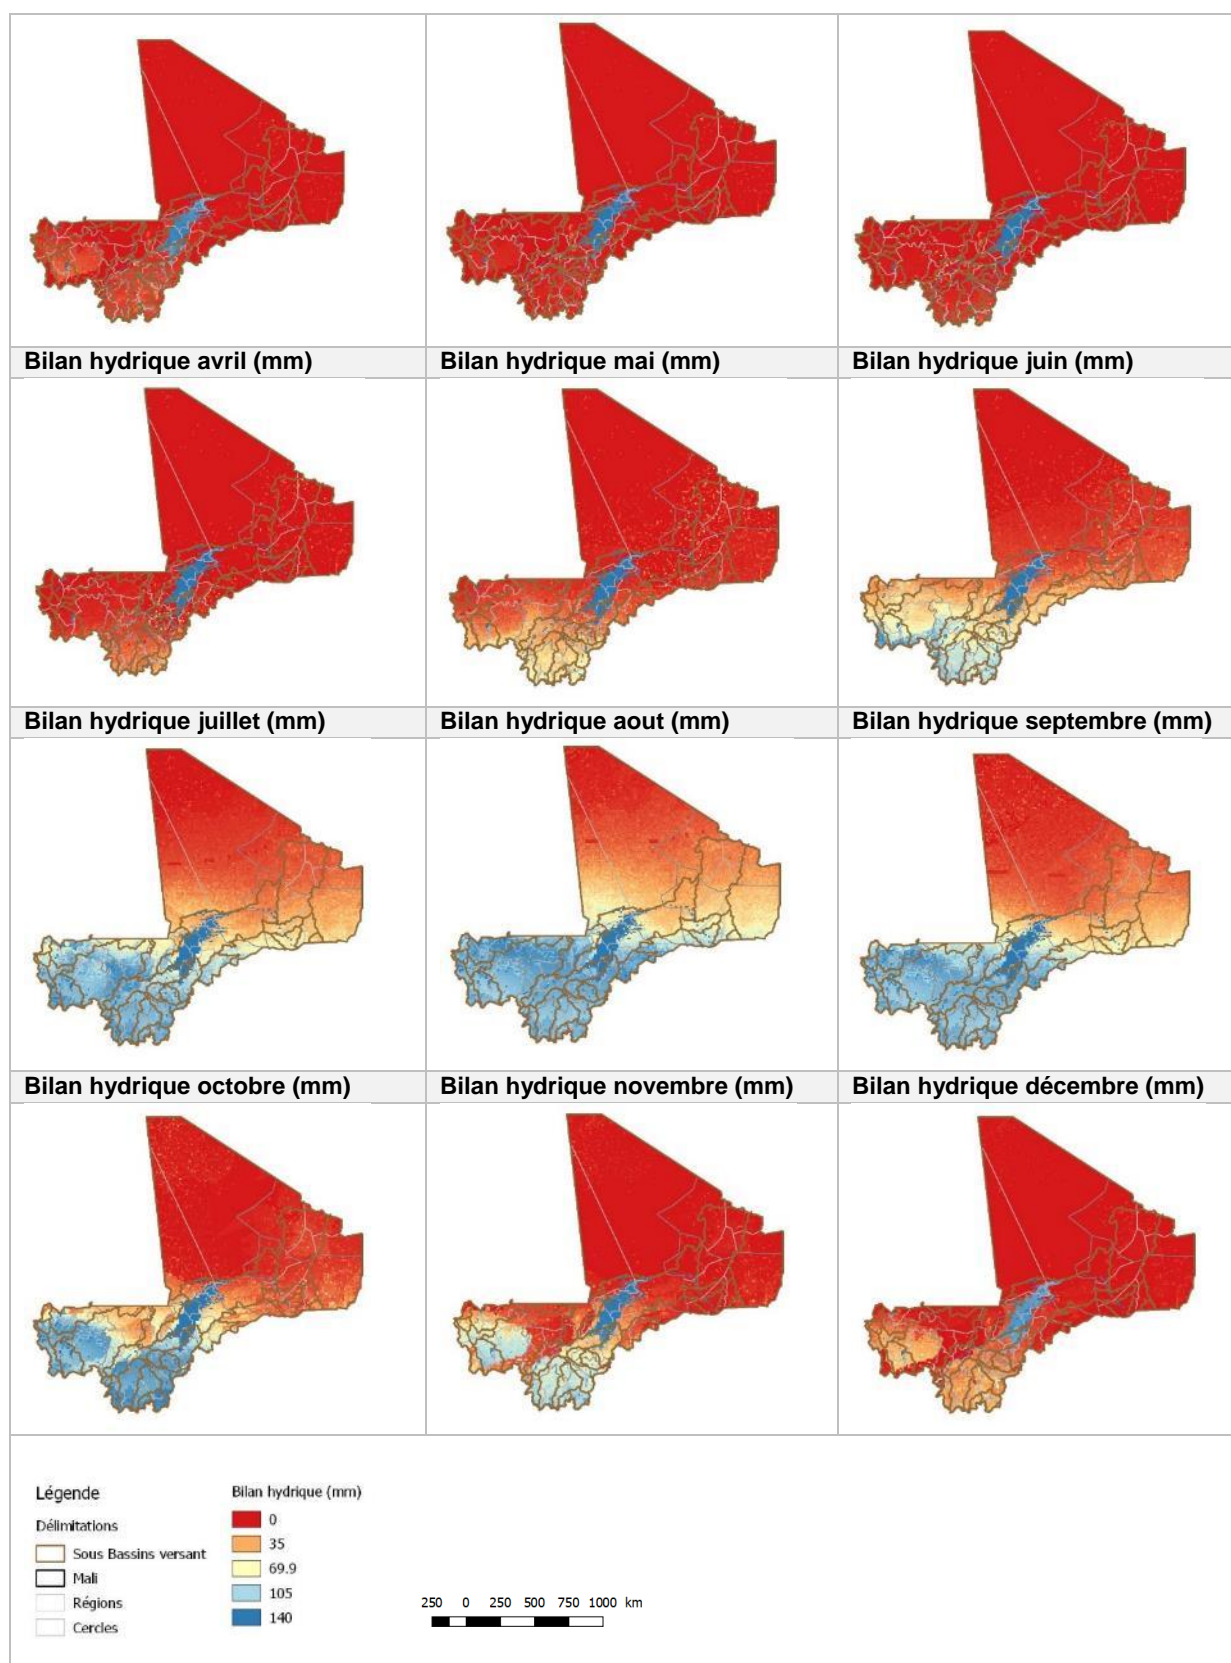 Bilan hydrique avril (mm)
Bilan hydrique mai (mm)
Bilan hydrique juin (mm)
Bilan hydrique juillet (mm)
Bilan hydrique aout (mm)
Bilan hydrique septembre (mm)
Bilan hydrique octobre (mm)
Bilan hydrique novembre (mm)
Bilan hydrique décembre (mm)
Légende
Délimitations
Sous Bassins versant
Mali
Régions
Cercles
Bilan hydrique (mm)
0
35
69.9
105
140
250 0 250 500 750 1000 km